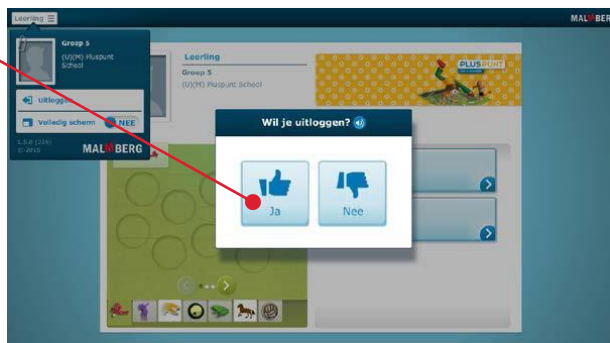 Leerling
MALMBERG
Groep 5
(U)(M) Pluspunt
School
Uitloggen
Volledig scherm NEE
© 2015
MALMBERG
Leerling
Groep 5
(U)(M) Pluspunt School
PLUSPUNT
Wil je uitloggen?
Ja
Nee